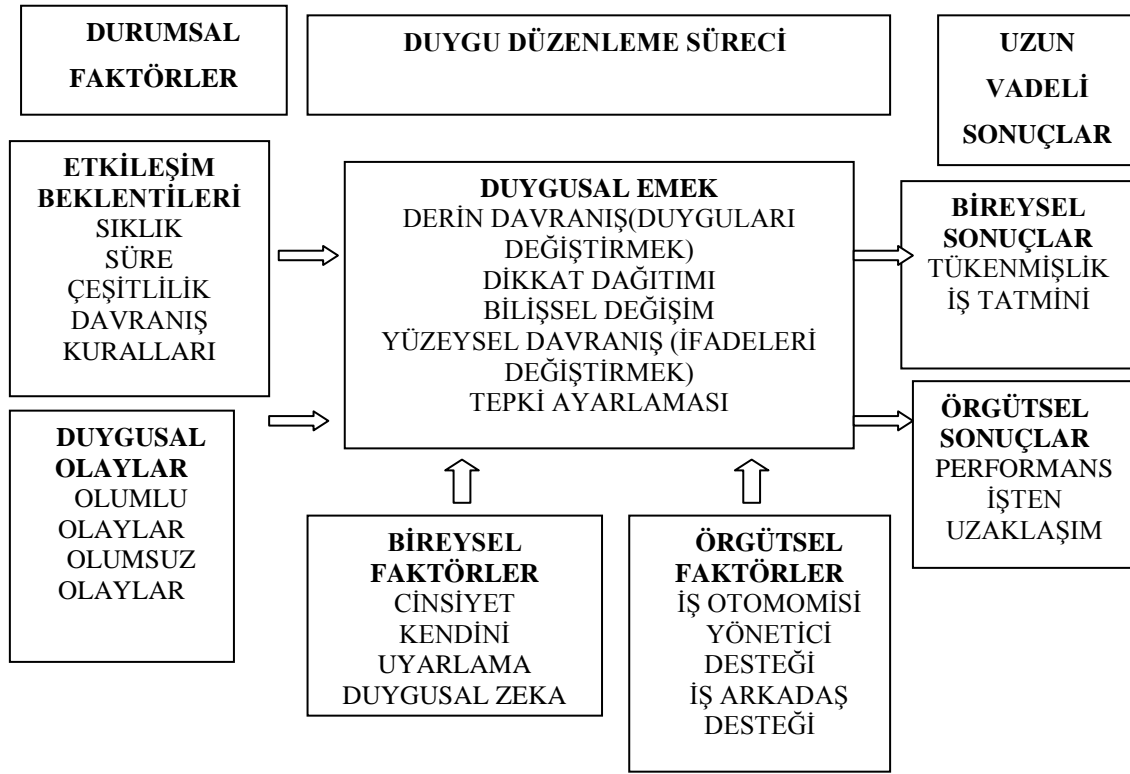 DURUMSAL
FAKTÖRLER
DUYGU DÜZENLEME SÜRECİ
UZUN
VADELİ
SONUÇLAR
ETKİLEŞİM
BEKLENTİLERİ
SIKLIK
SÜRE
ÇEŞİTLİLİK
DAVRANIŞ
KURALLARI
DUYGUSAL
OLAYLAR
OLUMLU
OLAYLAR
OLUMSUZ
OLAYLAR
DUYGUSAL EMEK
DERİN DAVRANIŞ(DUYGULARI
DEĞİŞTİRMEK)
DİKKAT DAĞITIMI
BİLİŞSEL DEĞİŞİM
YÜZEYSEL DAVRANIŞ (İFADELERİ
DEĞİŞTİRMEK)
TEPKİ AYARLAMASI
BİREYSEL
FAKTÖRLER
CİNSİYET
KENDİNİ
UYARLAMA
DUYGUSAL ZEKA
ÖRGÜTSEL
FAKTÖRLER
İŞ OTOMOMİSİ
YÖNETİCİ
DESTEĞİ
İŞ ARKADAŞ
DESTEĞİ
BİREYSEL
SONUÇLAR
TÜKENMİŞLİK
İŞ TATMİNİ
ÖRGÜTSEL
SONUÇLAR
PERFORMANS
İŞTEN
UZAKLAŞIM